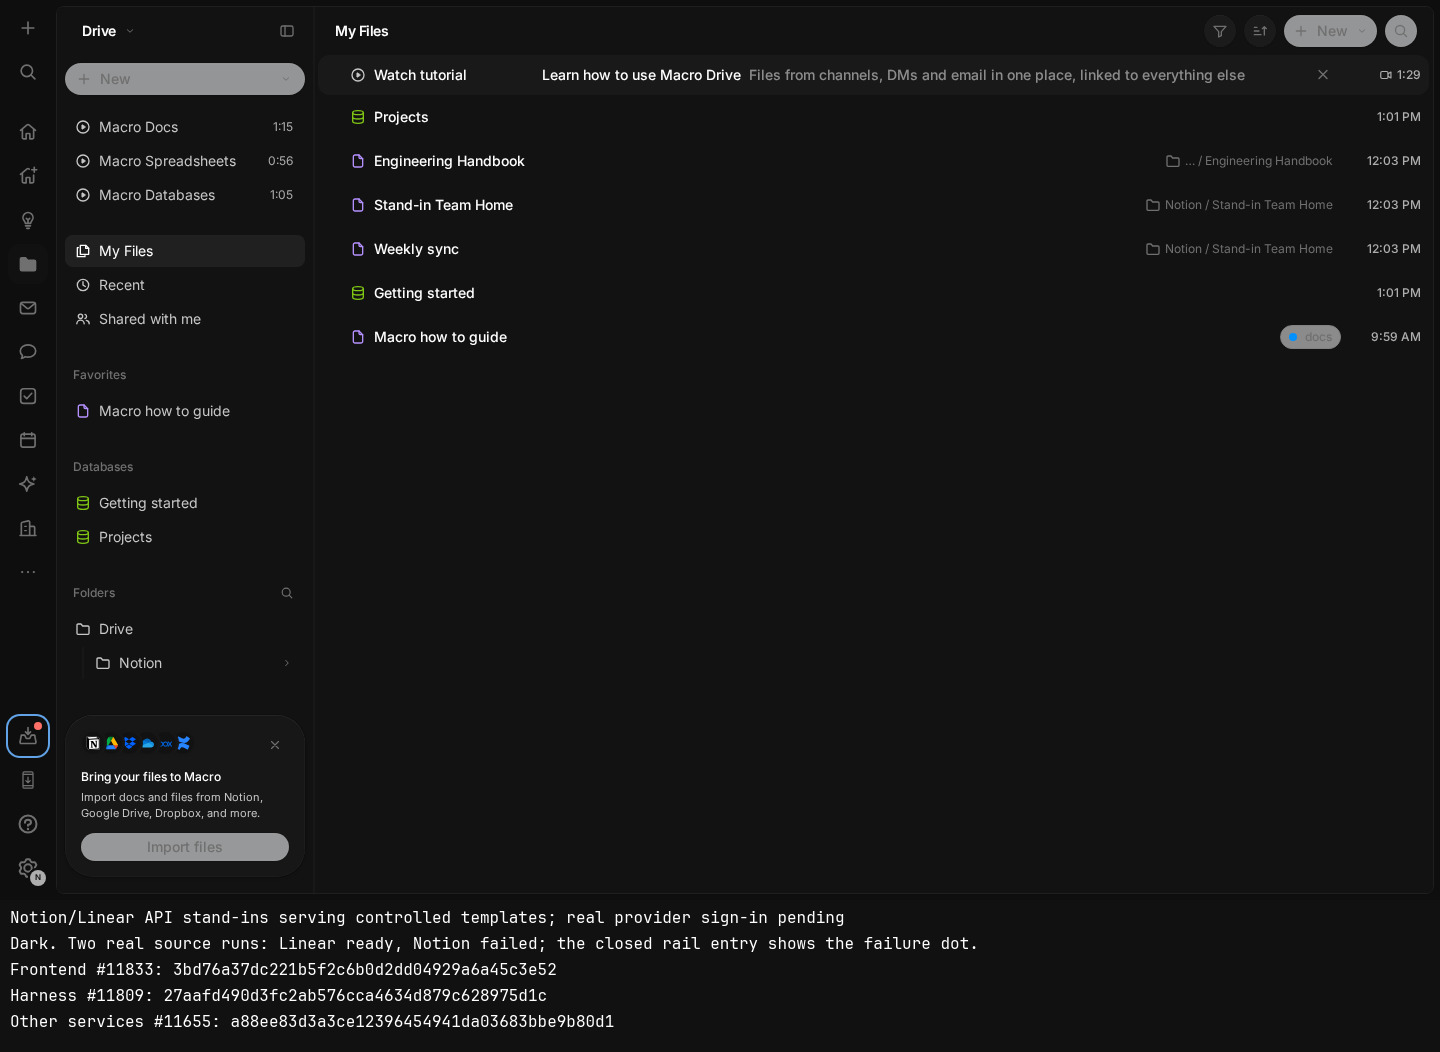 Drive
New
Macro Docs 1:15
Macro Spreadsheets 0:56
Macro Databases 1:05
My Files
Recent
Shared with me
Favorites
Macro how to guide
Databases
Getting started
Projects
Folders
Drive
Notion
Bring your files to Macro
Import docs and files from Notion,
Google Drive, Dropbox, and more.
Import files
N
My Files
New
Watch tutorial Learn how to use Macro Drive Files from channels, DMs and email in one place, linked to everything else 1:29
Projects 1:01 PM
Engineering Handbook ... / Engineering Handbook 12:03 PM
Stand-in Team Home Notion / Stand-in Team Home 12:03 PM
Weekly sync Notion / Stand-in Team Home 12:03 PM
Getting started 1:01 PM
Macro how to guide docs 9:59 AM
Notion/Linear API stand-ins serving controlled templates; real provider sign-in pending
Dark. Two real source runs: Linear ready, Notion failed; the closed rail entry shows the failure dot.
Frontend #11833: 3bd76a37dc221b5f2c6b0d2dd04929a6a45c3e52
Harness #11809: 27aafd490d3fc2ab576cca4634d879c628975d1c
Other services #11655: a88ee83d3a3ce12396454941da03683bbe9b80d1